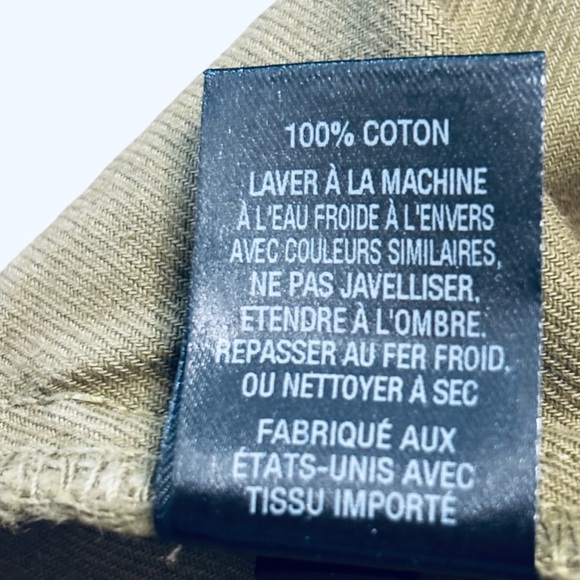 100% COTON
LAVER À LA MACHINE
À L'EAU FROIDE À L'ENVERS
AVEC COULEURS SIMILAIRES,
NE PAS JAVELLISER.
ETENDRE À L'OMBRE.
REPASSER AU FER FROID.
OU NETTOYER À SEC
FABRIQUÉ AUX
ÉTATS-UNIS AVEC
TISSU IMPORTÉ